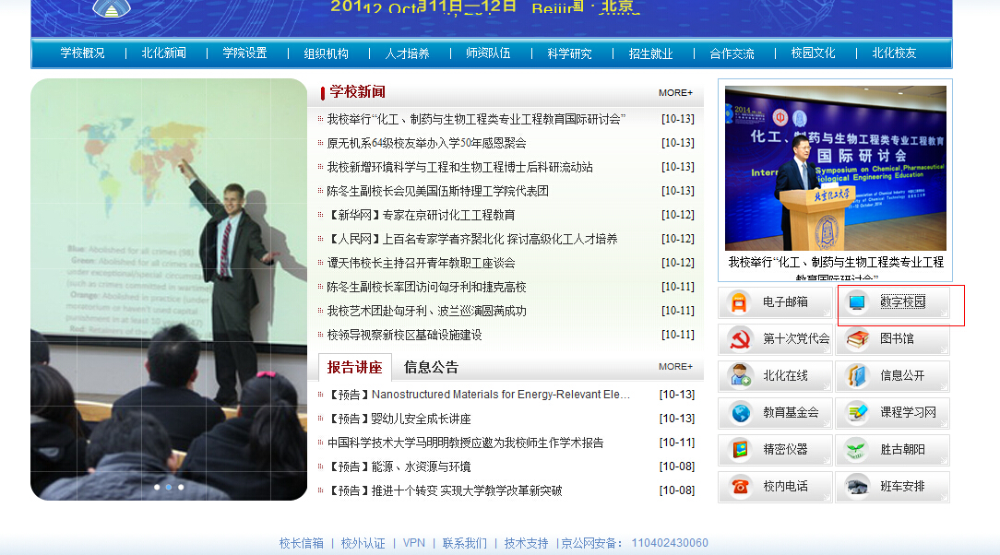 学校概况 | 北化新闻 | 学院设置 | 组织机构 | 人才培养 | 师资队伍 | 科学研究 | 招生就业 | 合作交流 | 校园文化 | 北化校友
Blue: Abolished for all crimes (98)
Green: Abolished for all crimes
under exceptional/special circumstan
(such as crimes committed in wartime)
Orange: Abolished in practice (under
moratorium or haven't used capital
punishment in at least 10 years)
Red: Retainers of the
学校新闻 MORE+
我校举行“化工、制药与生物工程类专业工程教育国际研讨会” [10-13]
原无机系64级校友举办入学50年感恩聚会 [10-13]
我校新增环境科学与工程和生物工程博士后科研流动站 [10-13]
陈冬生副校长会见美国伍斯特理工学院代表团 [10-13]
【新华网】专家在京研讨化工工程教育 [10-12]
【人民网】上百名专家学者齐聚北化 探讨高级化工人才培养 [10-12]
谭天伟校长主持召开青年教职工座谈会 [10-12]
陈冬生副校长率团访问匈牙利和捷克高校 [10-11]
我校艺术团赴匈牙利、波兰巡演圆满成功 [10-11]
校领导视察新校区基础设施建设 [10-11]
报告讲座 信息公告 MORE+
【预告】Nanostructured Materials for Energy-Relevant Ele... [10-13]
【预告】婴幼儿安全成长讲座 [10-13]
中国科学技术大学马明明教授应邀为我校师生作学术报告 [10-11]
【预告】能源、水资源与环境 [10-08]
【预告】推进十个转变 实现大学教学改革新突破 [10-08]
2014
化工、制药与生物工程类专业工程教育
国际研讨会
Symposium on Chemical, Pharmaceutical
Biological Engineering Education
北京化工大学
我校举行“化工、制药与生物工程类专业工程
教育国际研讨会”
电子邮箱 数字校园
第十次党代会 图书馆
北化在线 信息公开
教育基金会 课程学习网
精密仪器 胜古朝阳
校内电话 班车安排
校长信箱 | 校外认证 | VPN | 联系我们 | 技术支持 |京公网安备： 110402430060